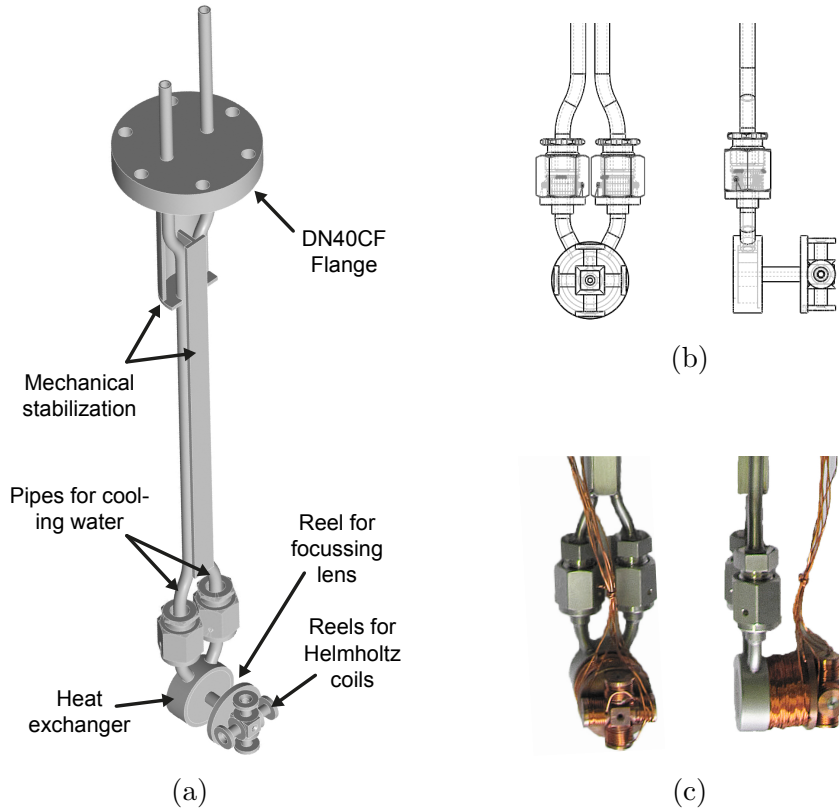 DN40CF
Flange
Mechanical
stabilization
Pipes for cool-
ing water
Reel for
focussing
lens
Reels for
Helmholtz
coils
Heat
exchanger
(a)
(b)
(c)